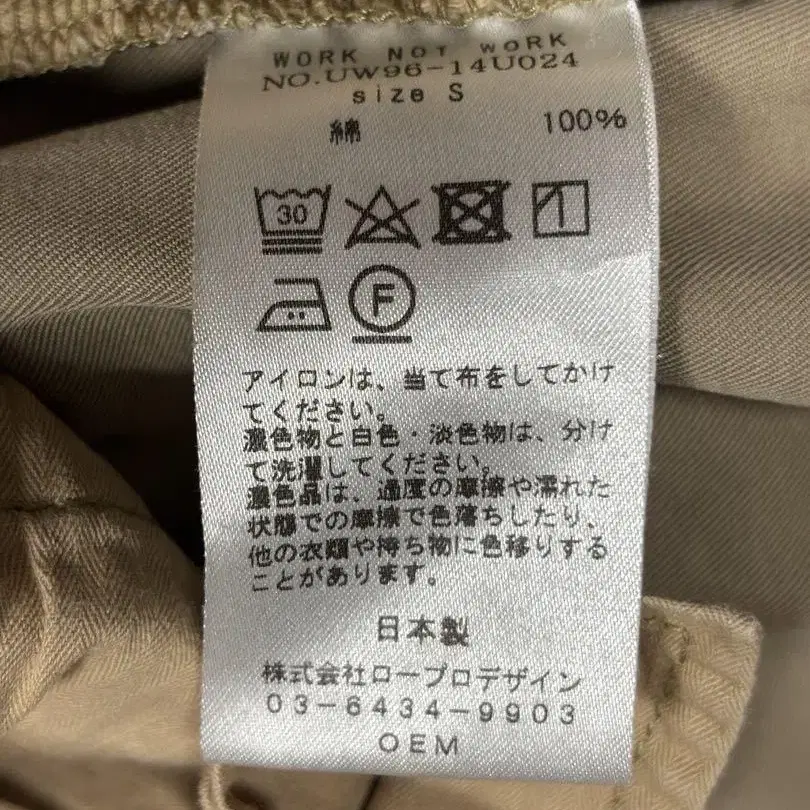 WORK NOT WORK
NO.UW96-14U024
size S
綿 100%
30
F
アイロンは、当て布をしてかけ
てください。
濃色物と白色・淡色物は、分け
て洗濯してください。
濃色品は、過度の摩擦や濡れた
状態での摩擦で色落ちしたり、
他の衣類や持ち物に色移りする
ことがあります。
日本製
株式会社ロープロデザイン
03-6434-9903
OEM